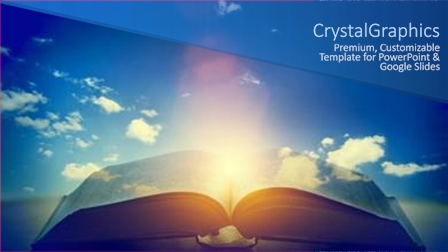 CrystalGraphics
Premium, Customizable
Template for PowerPoint &
Google Slides